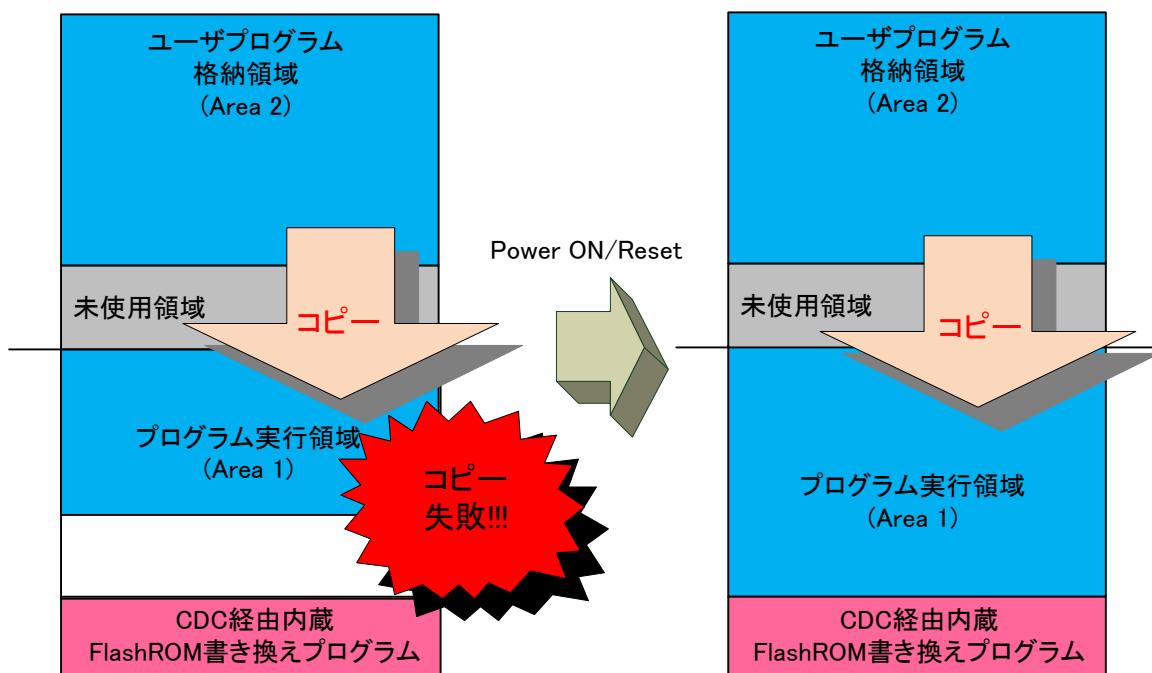 ユーザプログラム
格納領域
(Area 2)
未使用領域
コピー
プログラム実行領域
(Area 1)
コピー
失敗!!!
CDC経由内蔵
FlashROM書き換えプログラム
Power ON/Reset
ユーザプログラム
格納領域
(Area 2)
未使用領域
コピー
プログラム実行領域
(Area 1)
CDC経由内蔵
FlashROM書き換えプログラム